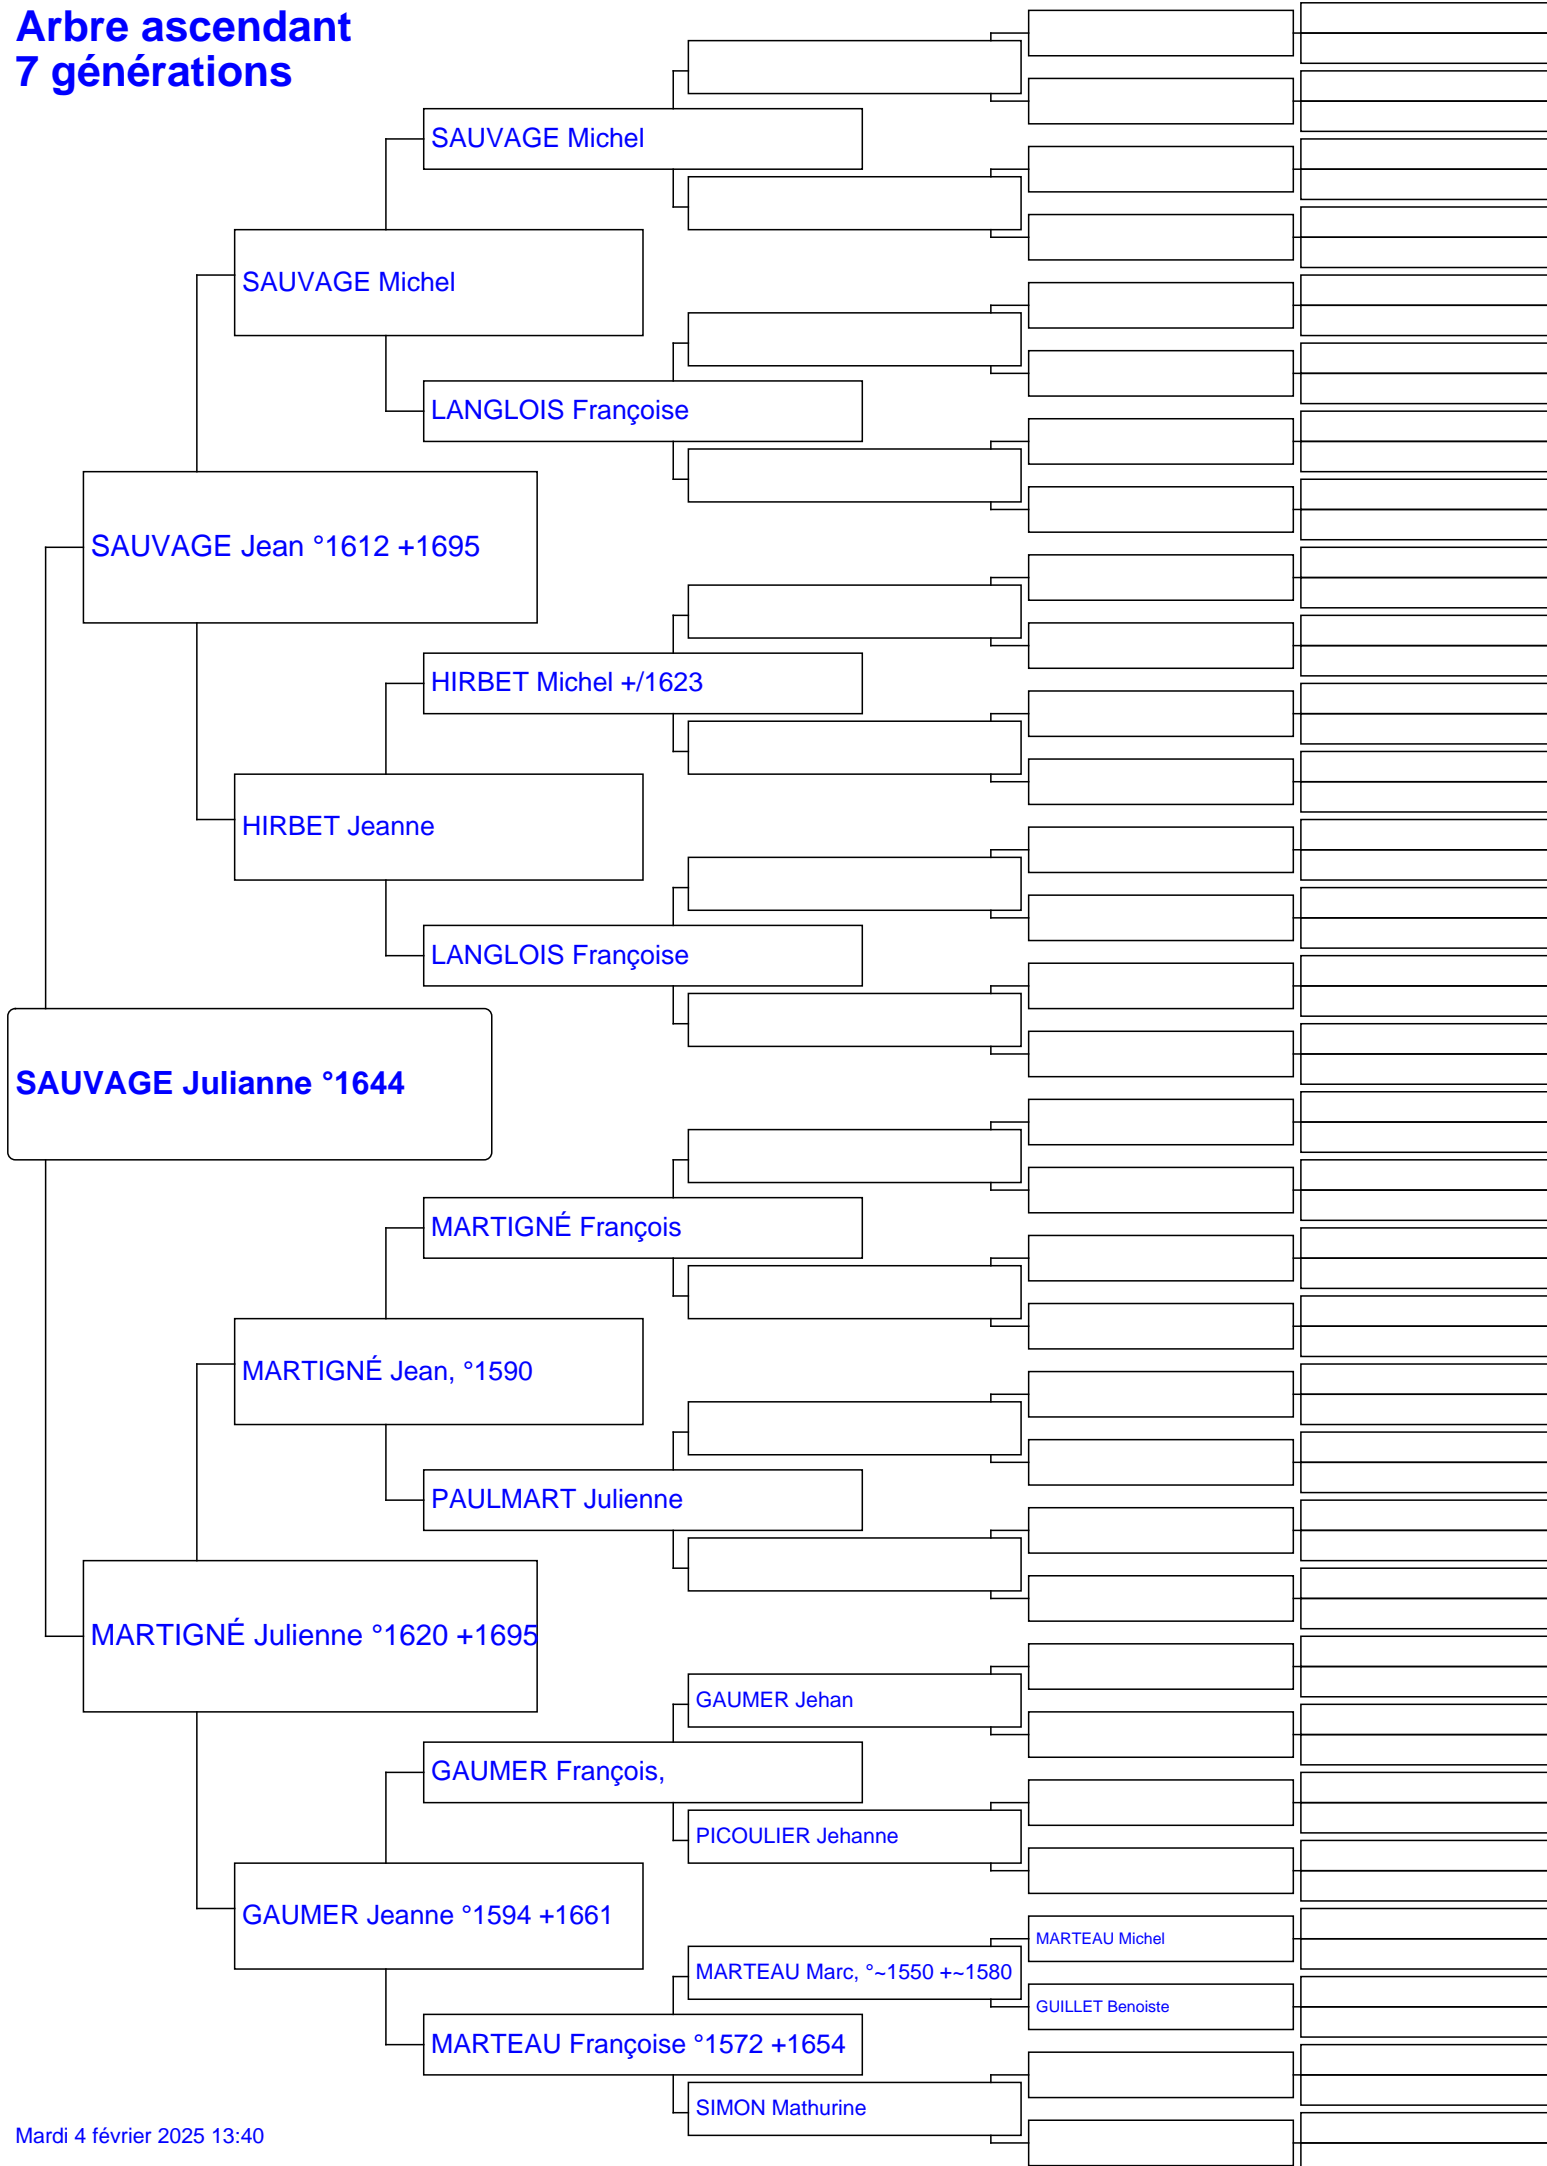 Arbre ascendant
7 générations
SAUVAGE Michel
SAUVAGE Michel
LANGLOIS Françoise
SAUVAGE Jean °1612 +1695
HIRBET Michel +/1623
HIRBET Jeanne
LANGLOIS Françoise
SAUVAGE Julianne °1644
MARTIGNÉ François
MARTIGNÉ Jean, °1590
PAULMART Julienne
MARTIGNÉ Julienne °1620 +1695
GAUMER Jehan
GAUMER François,
PICOULIER Jehanne
GAUMER Jeanne °1594 +1661
MARTEAU Michel
MARTEAU Marc, °~1550 +~1580
GUILLET Benoiste
MARTEAU Françoise °1572 +1654
SIMON Mathurine
Mardi 4 février 2025 13:40